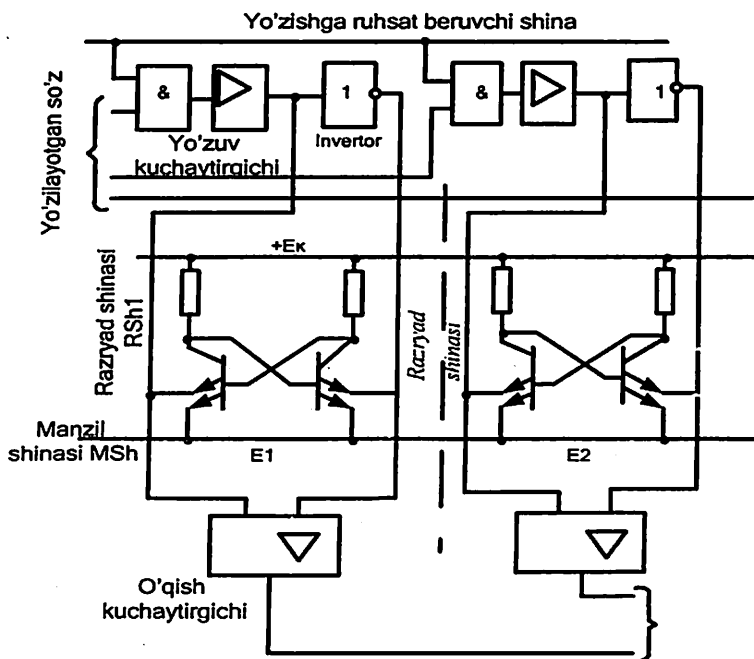 Yo'zishga ruhsat beruvchi shina
&
1
&
1
Yo'zuv
kuchaytirgichi
Invertor
Yo'zilayotgan so'z
+Eк
Razryad shinasi
RSh1
Razryad
shinasi
Manzil
shinasi MSh
E1
E2
O'qish
kuchaytirgichi